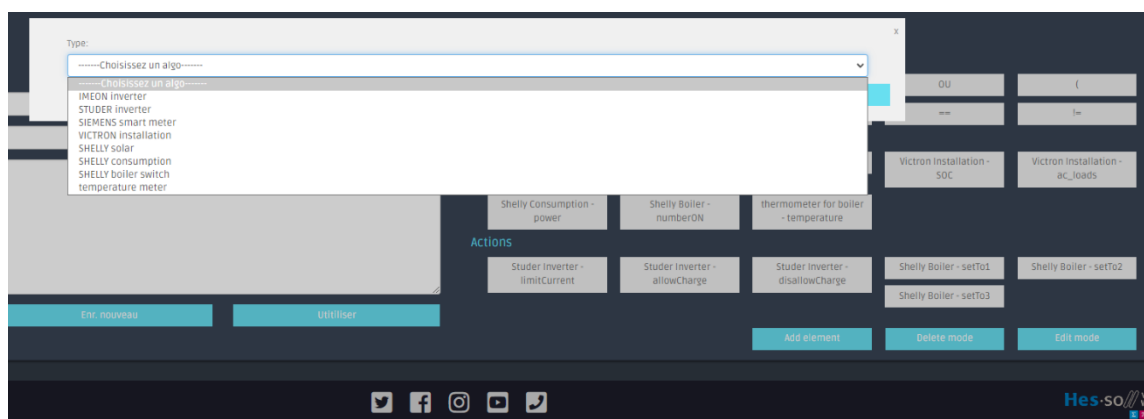 x
Type:
-------Choisissez un algo-------
-------Choisissez un algo-------
IMEON inverter
STUDER inverter
SIEMENS smart meter
VICTRON installation
SHELLY solar
SHELLY consumption
SHELLY boiler switch
temperature meter
OU
(
==
!=
Victron Installation -
SOC
Victron Installation -
ac_loads
Shelly Consumption -
power
Shelly Boiler -
numberON
thermometer for boiler
- temperature
Actions
Studer Inverter -
limitCurrent
Studer Inverter -
allowCharge
Studer Inverter -
disallowCharge
Shelly Boiler - setTo1
Shelly Boiler - setTo2
Shelly Boiler - setTo3
Enr. nouveau
Utitliser
Add element
Delete mode
Edit mode
Hes·so//